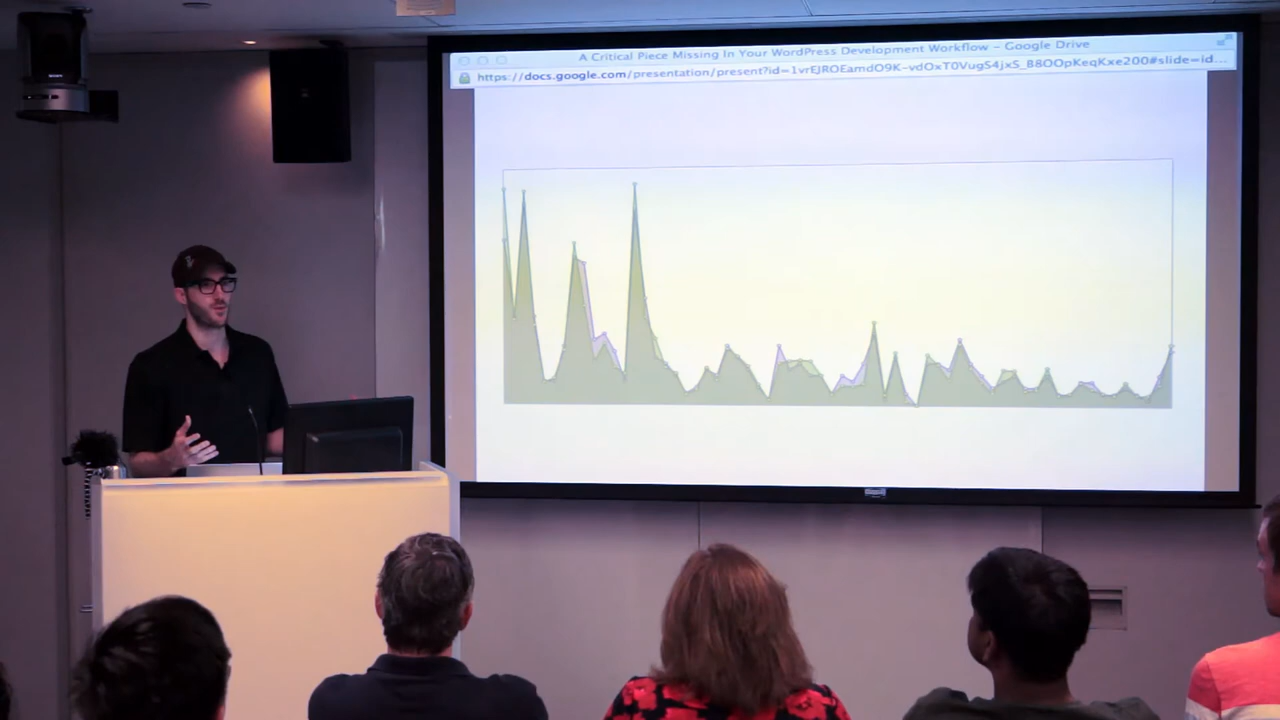 A Critical Piece Missing In Your WordPress Development Workflow – Google Drive
https://docs.google.com/presentation/present?id=1vrEJROEamdO9K-vdOxT0VugS4jxS_B8OOpKeqKxe200#slide=id...
SONY